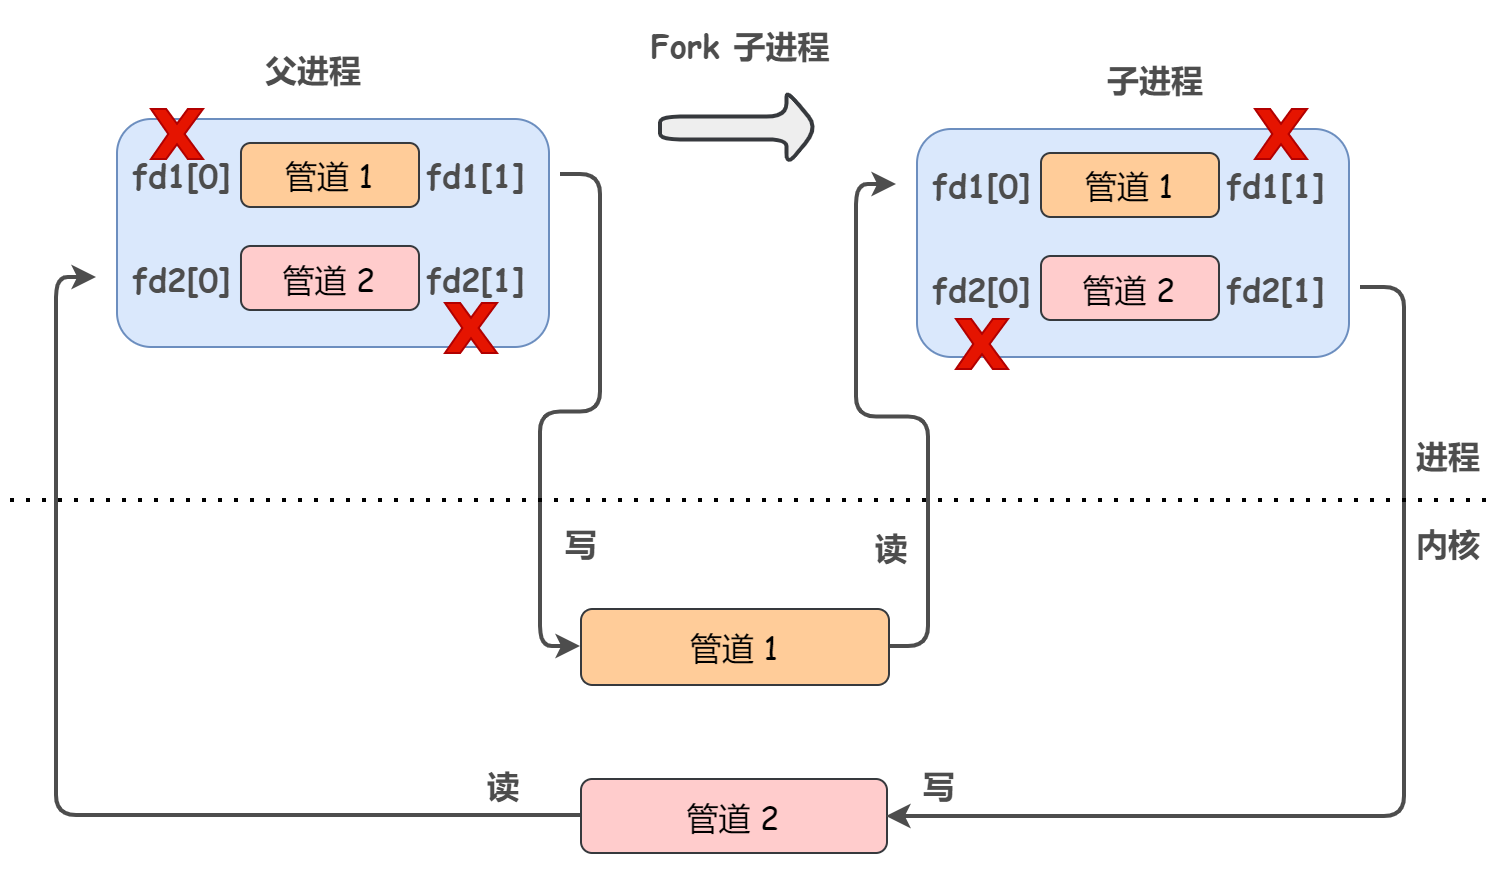 Fork 子进程
父进程
子进程
fd1[0] 管道 1 fd1[1]
fd2[0] 管道 2 fd2[1]
fd1[0] 管道 1 fd1[1]
fd2[0] 管道 2 fd2[1]
进程
内核
写
读
管道 1
读
写
管道 2